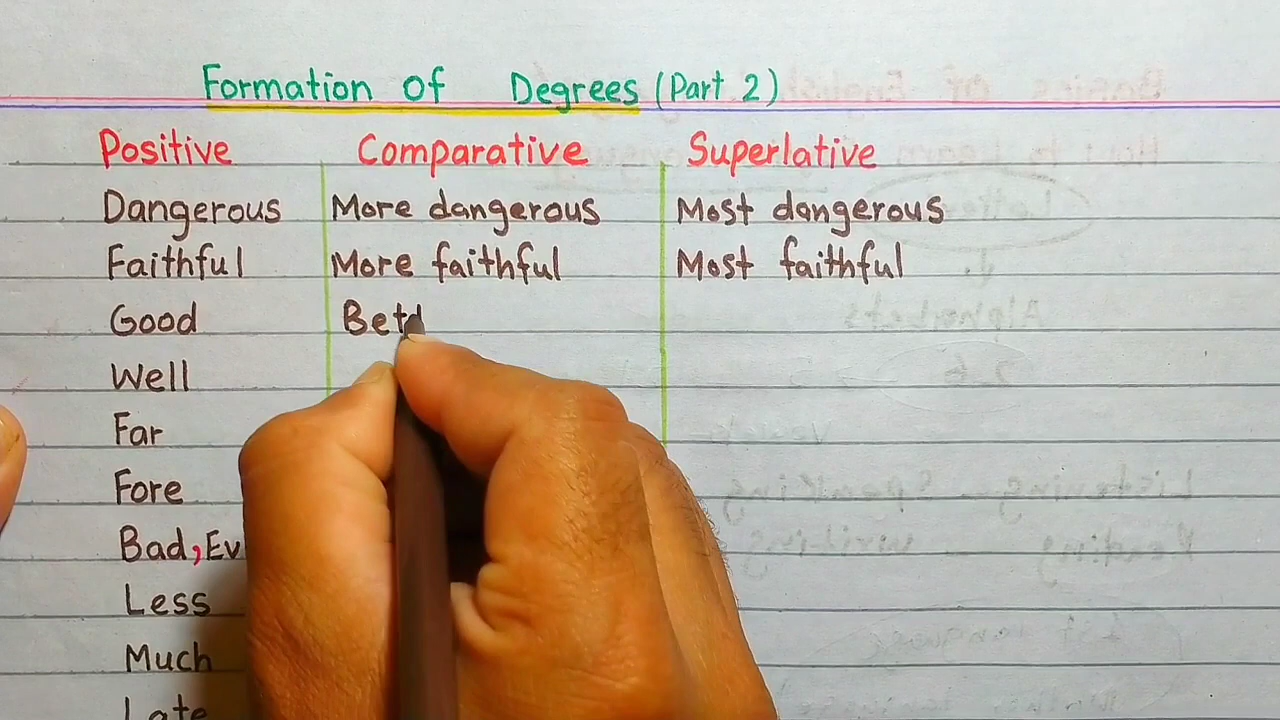 Formation of Degrees (Part 2)
Positive Comparative Superlative
Dangerous More dangerous Most dangerous
Faithful More faithful Most faithful
Good Bet
Well
Far
Fore
Bad, Ev
Less
Much
Late